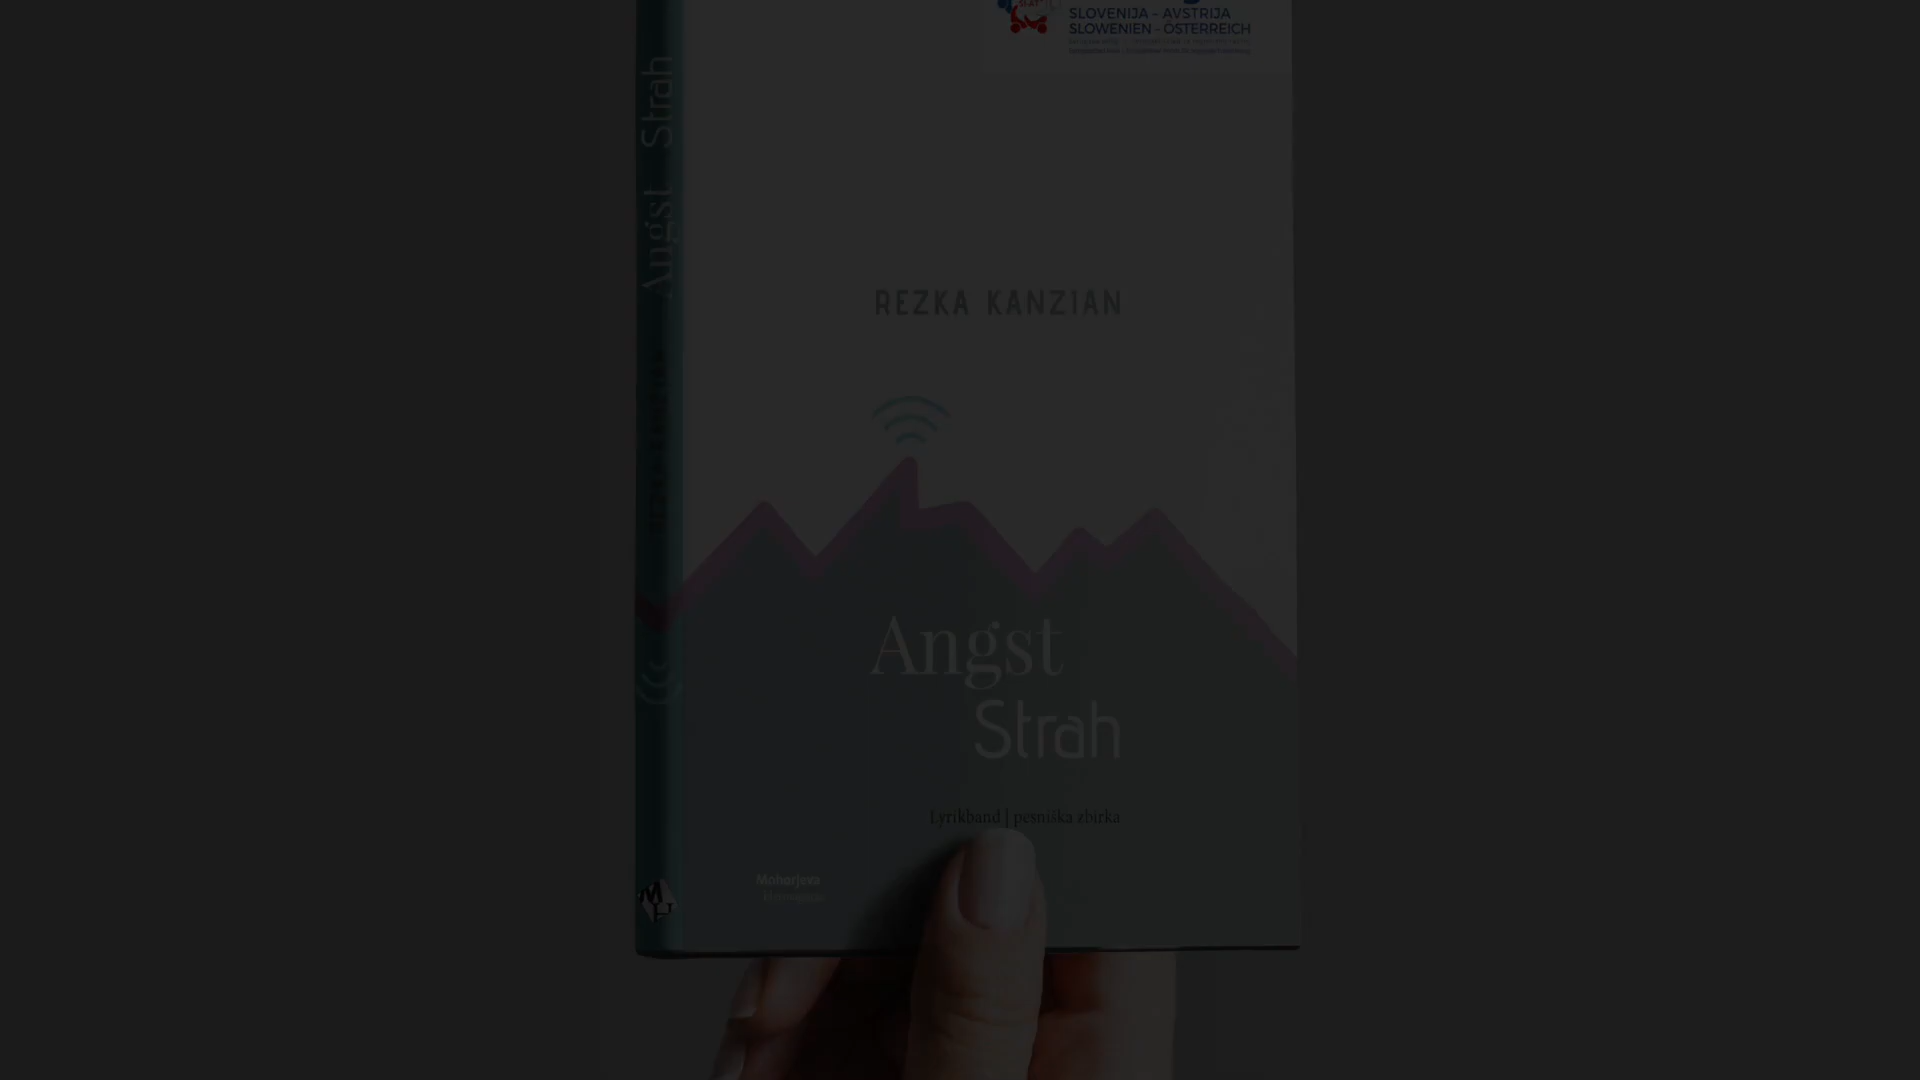 SLOVENIJA – AVSTRIJA
SLOWENIEN - ÖSTERREICH
Angst Strah
REZKA KANZIAN
Angst
Strah
Lyrikband | pesniška zbirka
Mohorjeva